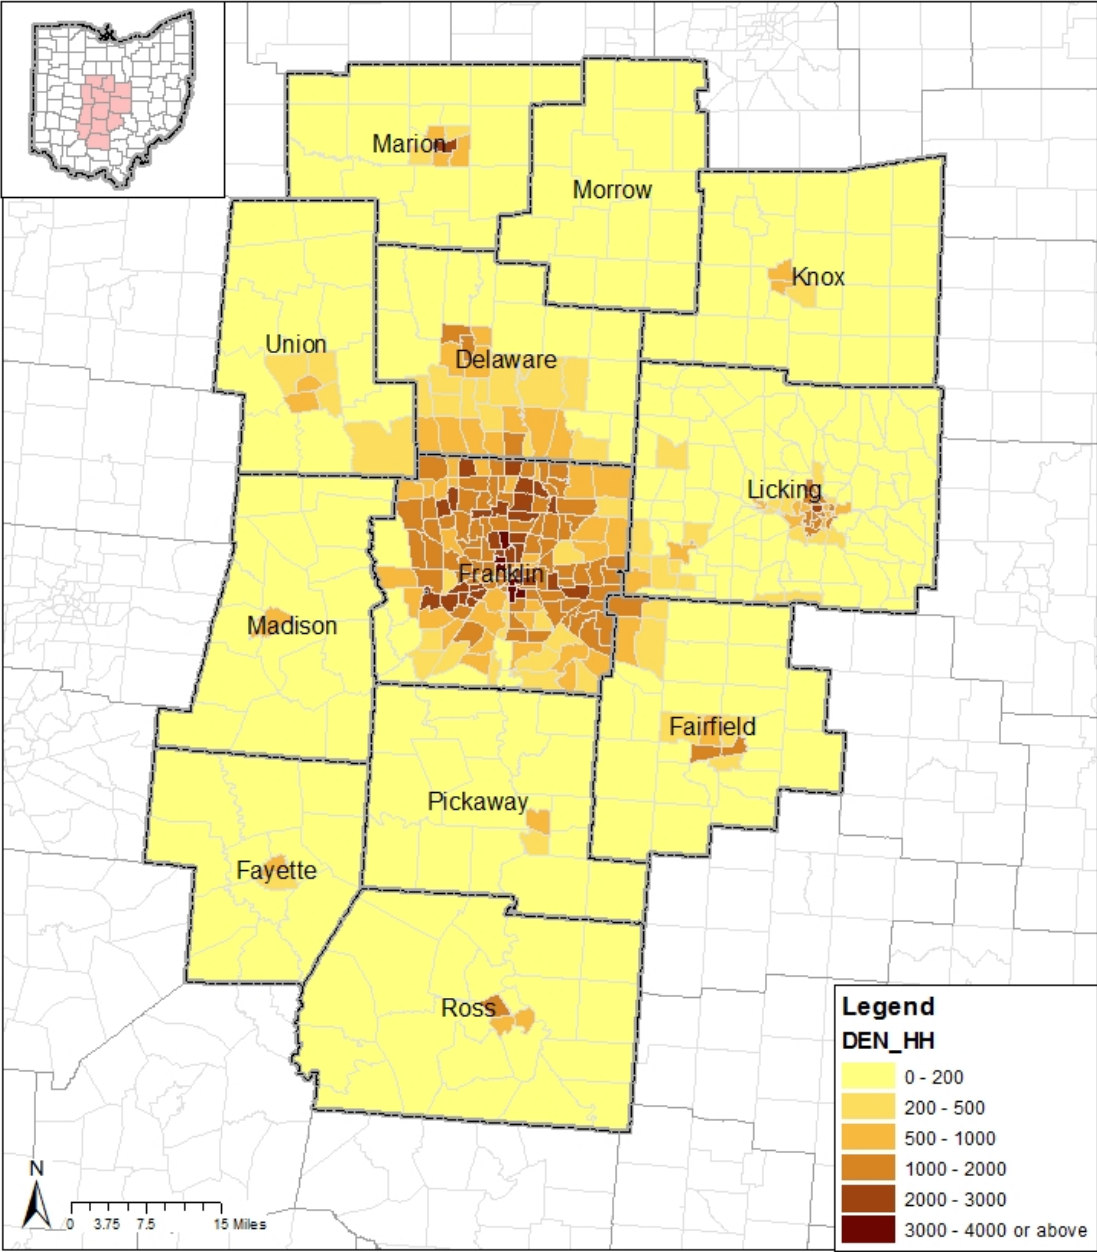 Marion
Morrow
Knox
Union
Delaware
Licking
Franklin
Madison
Fairfield
Pickaway
Fayette
Ross
Legend
DEN_HH
0 - 200
200 - 500
500 - 1000
1000 - 2000
2000 - 3000
3000 - 4000 or above
N
0 3.75 7.5 15 Miles